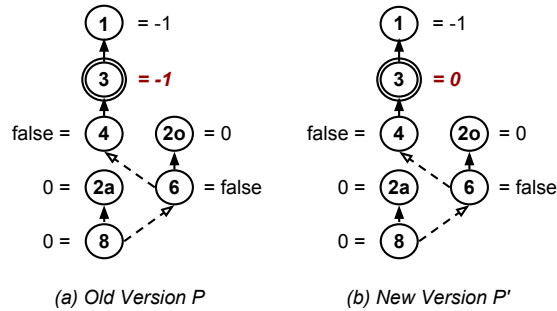 1 = -1 1 = -1
3 = -1 3 = 0
false = 4 2o = 0 false = 4 2o = 0
0 = 2a 6 = false 0 = 2a 6 = false
0 = 8 0 = 8
(a) Old Version P (b) New Version P'